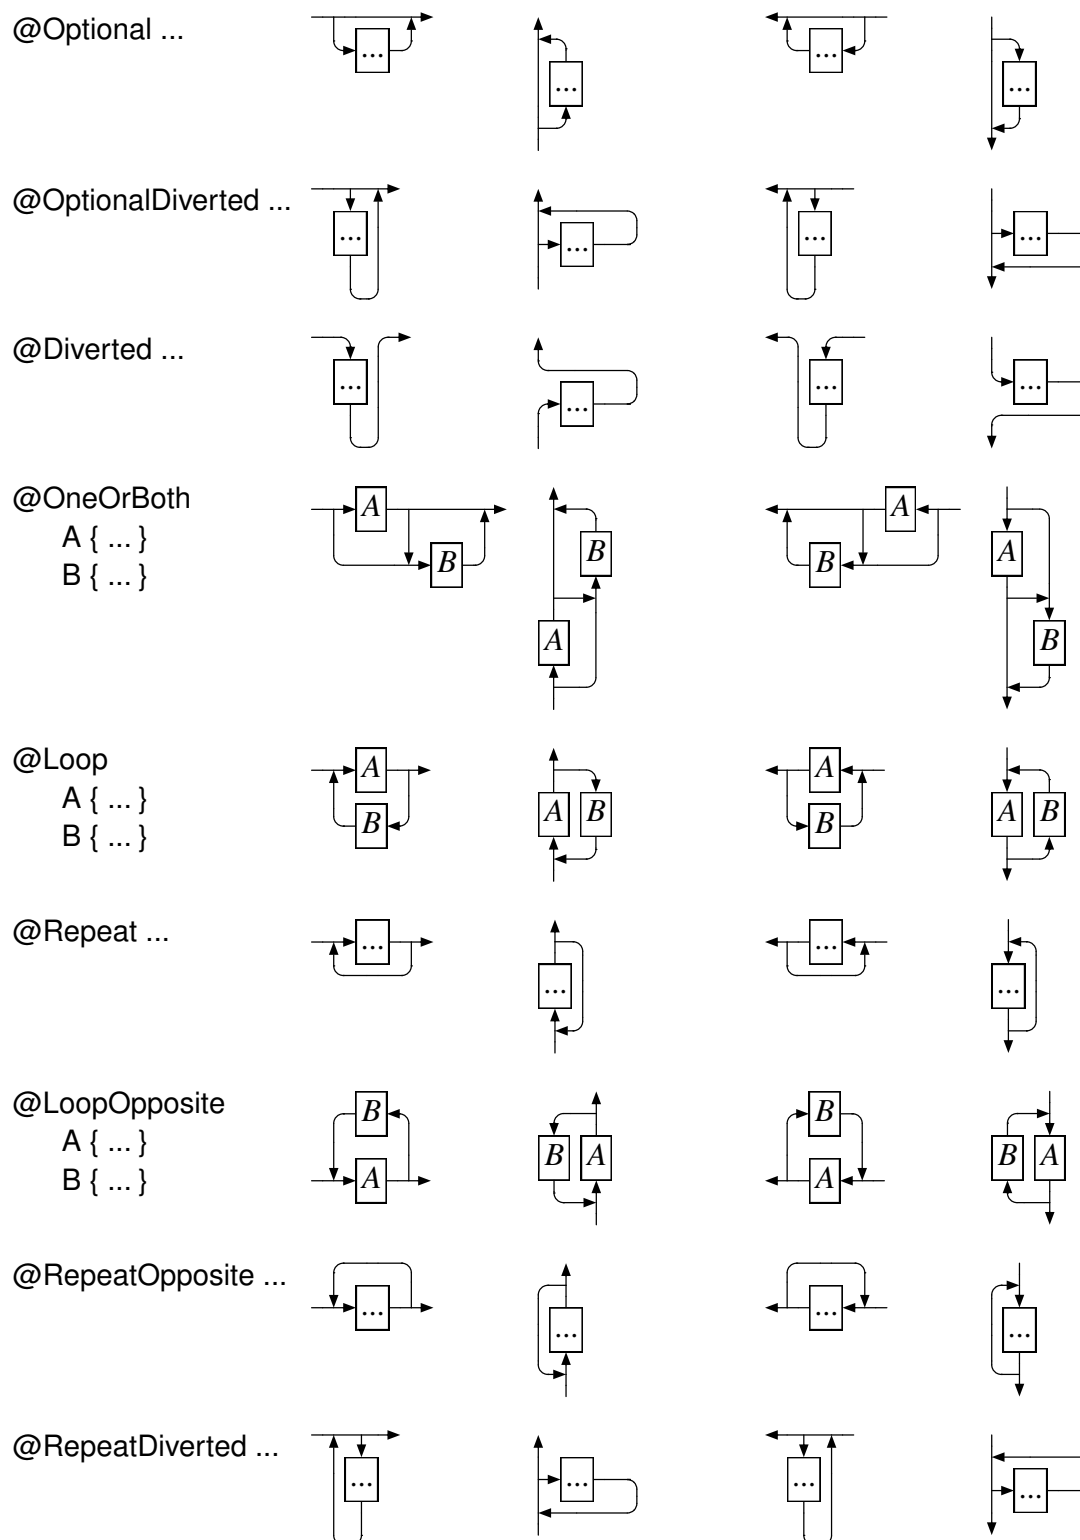 @Optional ... ... ... ... ...
@OptionalDiverted ... ... ... ... ...
@Diverted ... ... ... ... ...
@OneOrBoth A A
A { ... } B B B A
B { ... } A B
@Loop A A
A { ... } A B A B
B { ... } B B
@Repeat ... ... ... ... ...
@LoopOpposite B B
A { ... } B A B A
B { ... } A A
@RepeatOpposite ... ... ... ... ...
@RepeatDiverted ... ... ... ... ...